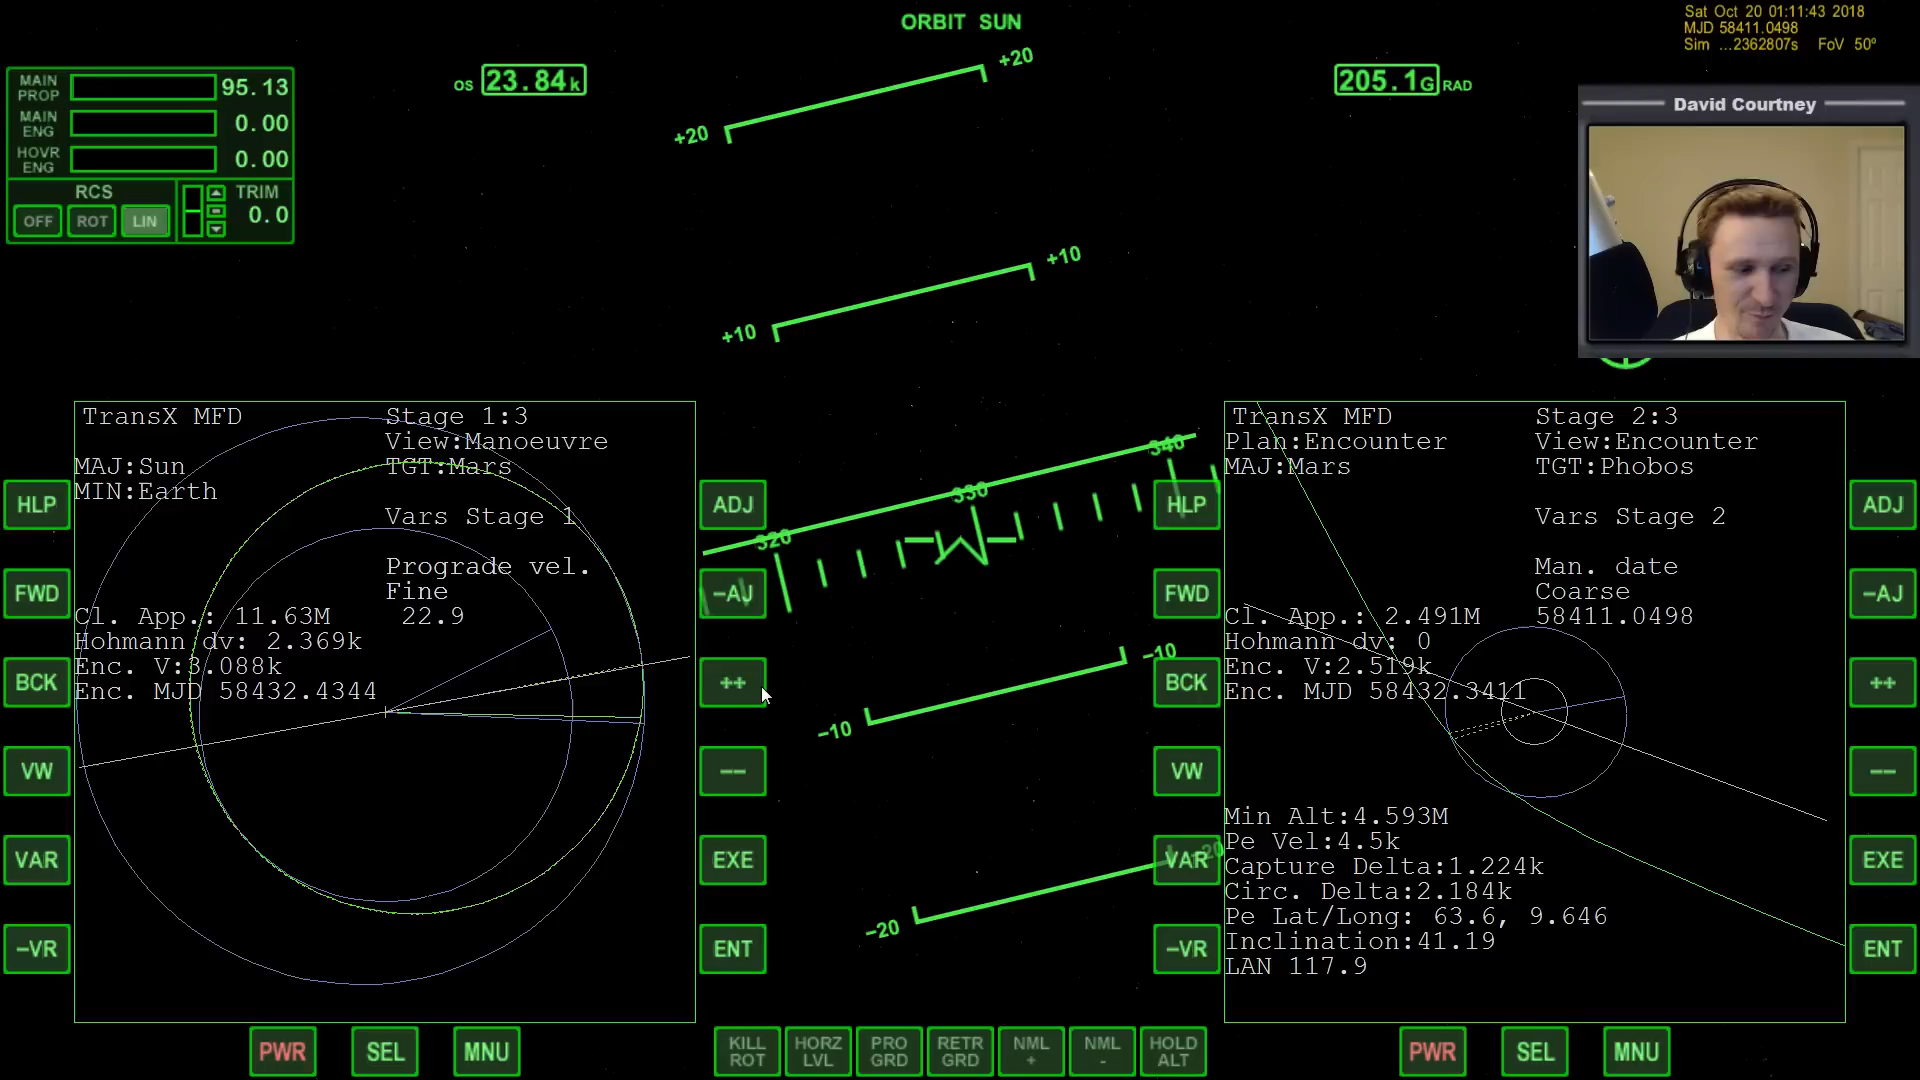 ORBIT SUN
Sat Oct 20 01:11:43 2018
MJD 58411.0498
Sim ...2362807s FoV 50°
MAIN PROP 95.13
MAIN ENG 0.00
HOVR ENG 0.00
RCS
OFF ROT LIN
TRIM
0.0
OS 23.84k
205.1G RAD
David Courtney
+20 +20
+10 +10
320 330 340
-10 -10
-20 -20
TransX MFD Stage 1:3
View:Manoeuvre
MAJ:Sun TGT:Mars
MIN:Earth
Vars Stage 1
Prograde vel.
Fine
Cl. App.: 11.63M 22.9
Hohmann dv: 2.369k
Enc. V:3.088k
Enc. MJD 58432.4344
HLP
FWD
BCK
VW
VAR
-VR
ADJ
-AJ
++
--
EXE
ENT
PWR SEL MNU
KILL ROT
HORZ LVL
PRO GRD
RETR GRD
NML +
NML -
HOLD ALT
TransX MFD Stage 2:3
Plan:Encounter View:Encounter
MAJ:Mars TGT:Phobos
Vars Stage 2
Man. date
Coarse
Cl. App.: 2.491M 58411.0498
Hohmann dv: 0
Enc. V:2.519k
Enc. MJD 58432.3411
Min Alt:4.593M
Pe Vel:4.5k
Capture Delta:1.224k
Circ. Delta:2.184k
Pe Lat/Long: 63.6, 9.646
Inclination:41.19
LAN 117.9
HLP
FWD
BCK
VW
VAR
-VR
ADJ
-AJ
++
--
EXE
ENT
PWR SEL MNU